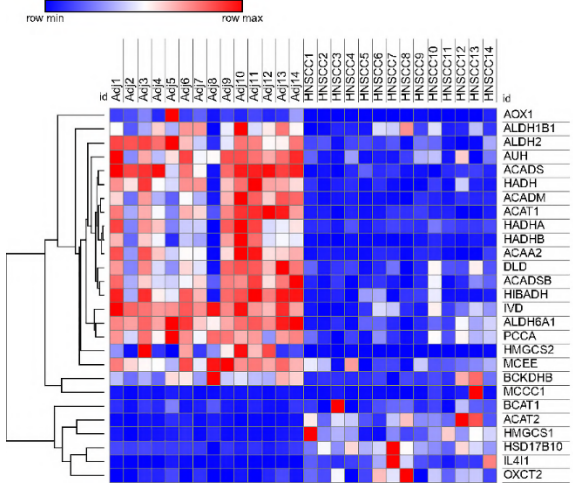 row min row max
id Adj1 Adj2 Adj3 Adj4 Adj5 Adj6 Adj7 Adj8 Adj9 Adj10 Adj11 Adj12 Adj13 Adj14 HNSCC1 HNSCC2 HNSCC3 HNSCC4 HNSCC5 HNSCC6 HNSCC7 HNSCC8 HNSCC9 HNSCC10 HNSCC11 HNSCC12 HNSCC13 HNSCC14 id
AOX1
ALDH1B1
ALDH2
AUH
ACADS
HADH
ACADM
ACAT1
HADHA
HADHB
ACAA2
DLD
ACADSB
HIBADH
IVD
ALDH6A1
PCCA
HMGCS2
MCEE
BCKDHB
MCCC1
BCAT1
ACAT2
HMGCS1
HSD17B10
IL4I1
OXCT2